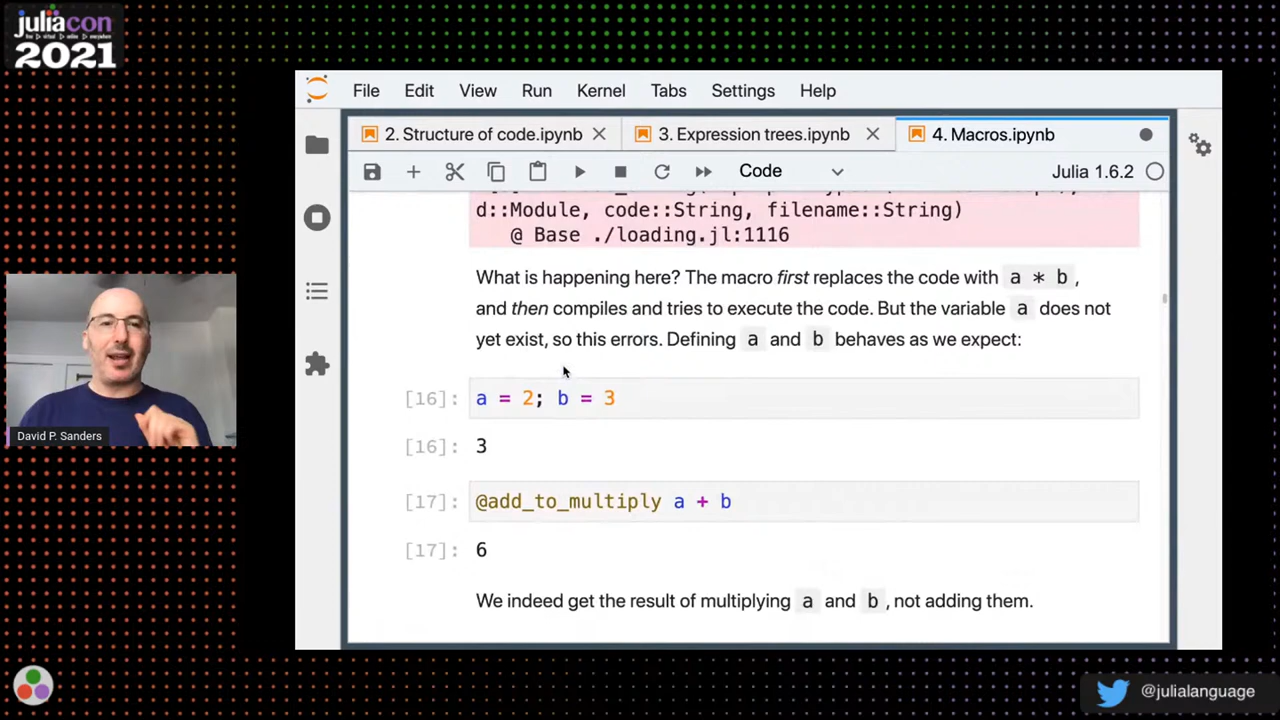 juliacon
2021
File Edit View Run Kernel Tabs Settings Help
2. Structure of code.ipynb
3. Expression trees.ipynb
4. Macros.ipynb
Code
Julia 1.6.2
d::Module, code::String, filename::String)
@ Base ./loading.jl:1116
What is happening here? The macro first replaces the code with a * b ,
and then compiles and tries to execute the code. But the variable a does not
yet exist, so this errors. Defining a and b behaves as we expect:
[16]: a = 2; b = 3
[16]: 3
[17]: @add_to_multiply a + b
[17]: 6
We indeed get the result of multiplying a and b , not adding them.
David P. Sanders
@julialanguage